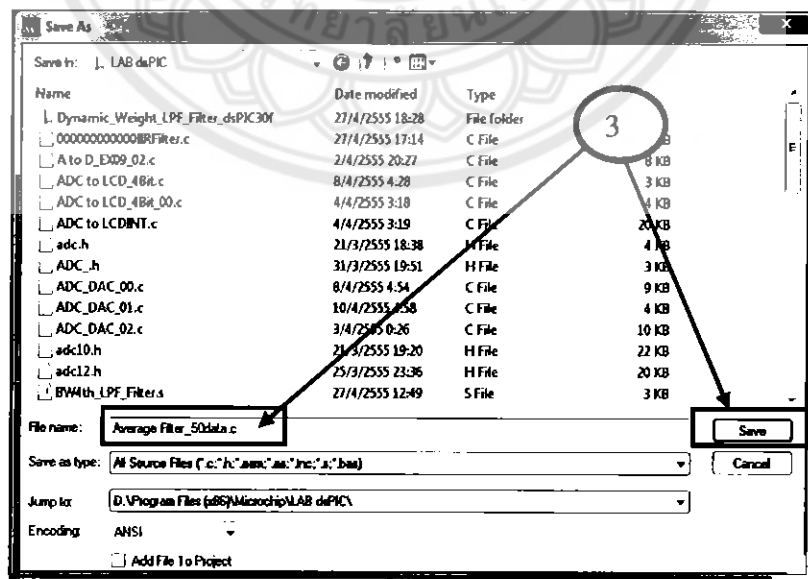 Save As
Save in: LAB dsPIC
Name Date modified Type
Dynamic_Weight_LPF_Filter_dsPIC30f 27/4/2555 18:28 File folder
27/4/2555 17:14 C File
A to D_EX09_02.c 2/4/2555 20:27 C File 8 KB
ADC to LCD_4Bit.c 8/4/2555 4:28 C File 3 KB
ADC to LCD_4Bit_00.c 4/4/2555 3:18 C File 4 KB
ADC to LCDINT.c 4/4/2555 3:19 C File 20 KB
adc.h 21/3/2555 18:38 H File 4 KB
ADC_.h 31/3/2555 19:51 H File 3 KB
ADC_DAC_00.c 8/4/2555 4:54 C File 9 KB
ADC_DAC_01.c 10/4/2555 C File 4 KB
ADC_DAC_02.c 3/4/2555 0:26 C File 10 KB
adc10.h 21/3/2555 19:20 H File 22 KB
adc12.h 25/3/2555 23:36 H File 20 KB
BW4th_LPF_Filter.s 27/4/2555 12:49 S File 3 KB
3
File name: Average Filter_50data.c Save
Save as type: All Source Files (*.c;*.h;*.asm;*.as;*.inc;*.s;*.bas) Cancel
Jump to: D:\Program Files (x86)\Microchip\LAB dsPIC\
Encoding: ANSI
Add File To Project